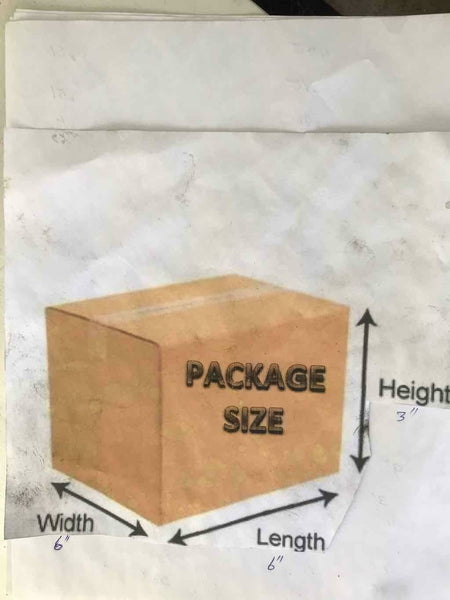 PACKAGE
SIZE
Height
3"
Width
6"
Length
6"